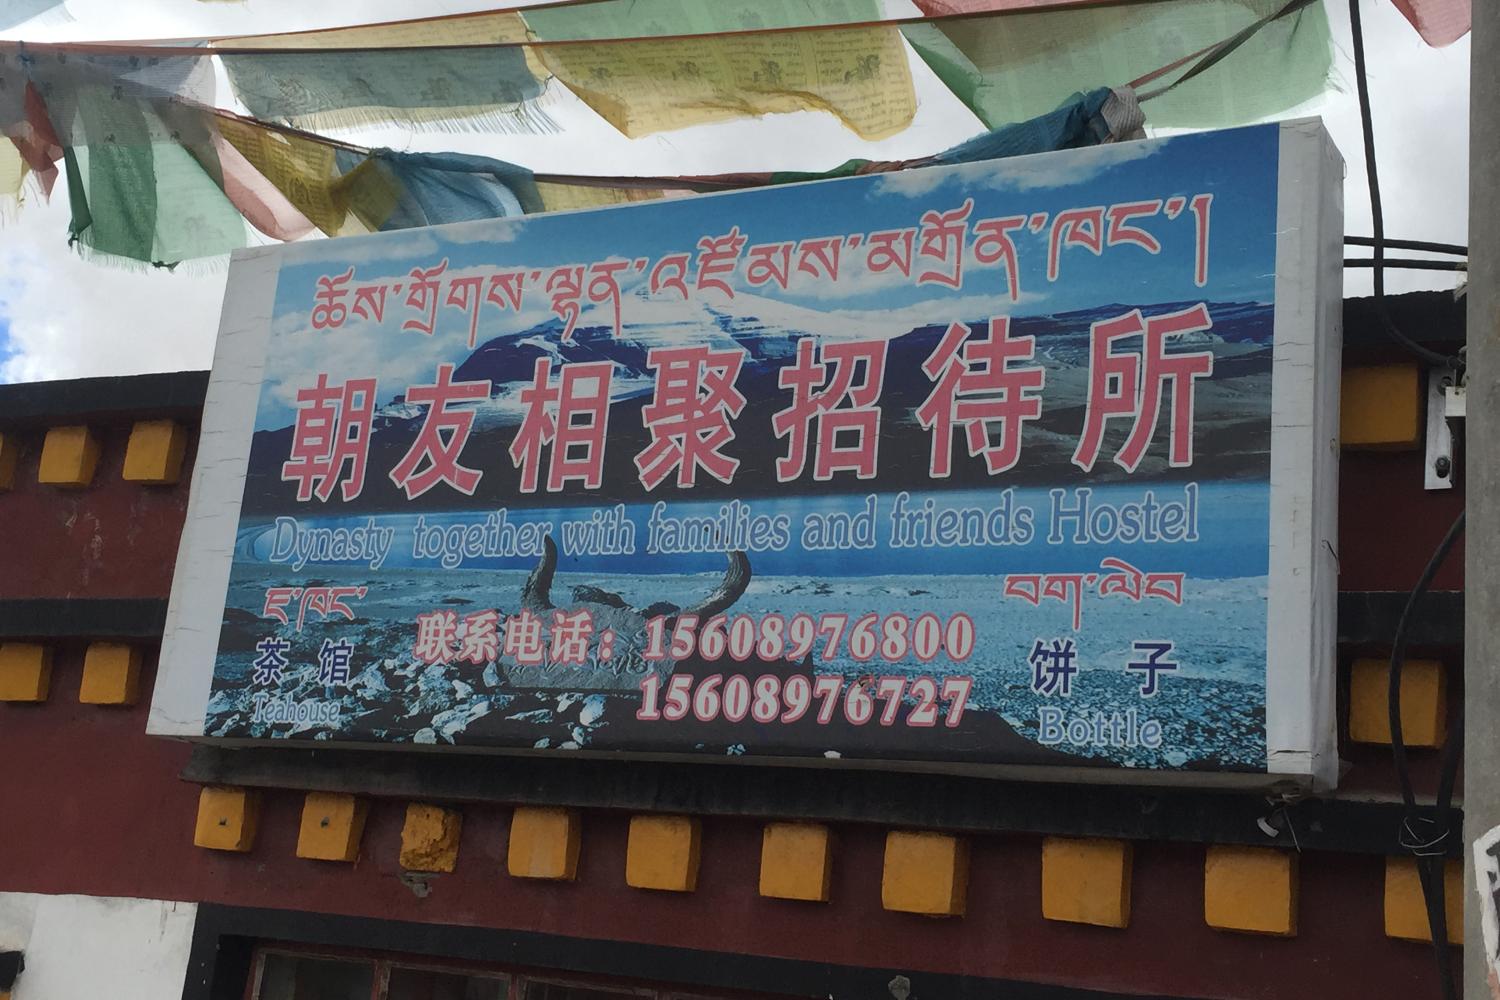 ཆོས་གྲོགས་ལྷན་འཛོམས་མགྲོན་ཁང་།
朝友相聚招待所
Dynasty together with families and friends Hostel
ཇ་ཁང་
茶馆
Teahouse
联系电话：15608976800
15608976727
བག་ལེབ
饼子
Bottle